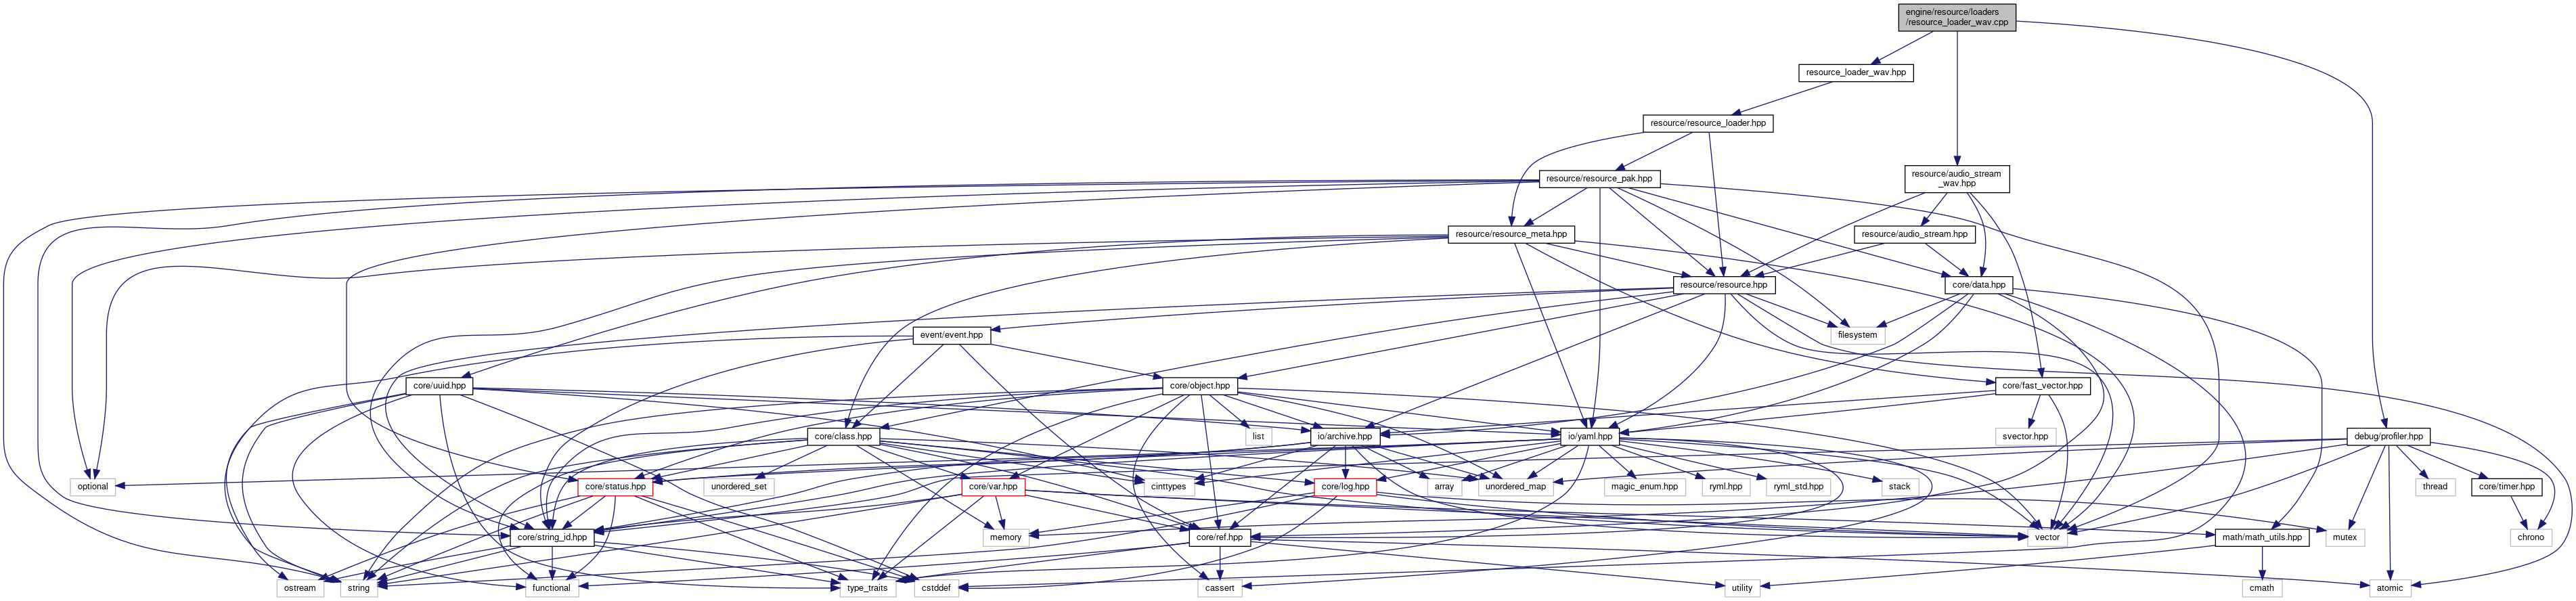 engine/resource/loaders
/resource_loader_wav.cpp
resource_loader_wav.hpp
resource/resource_loader.hpp
resource/audio_stream
_wav.hpp
resource/resource_pak.hpp
resource/resource_meta.hpp
resource/audio_stream.hpp
resource/resource.hpp
core/data.hpp
event/event.hpp
filesystem
core/uuid.hpp
core/object.hpp
core/fast_vector.hpp
core/class.hpp
list
io/archive.hpp
io/yaml.hpp
svector.hpp
debug/profiler.hpp
optional
core/status.hpp
unordered_set
core/var.hpp
cinttypes
core/log.hpp
array
unordered_map
magic_enum.hpp
ryml.hpp
ryml_std.hpp
stack
thread
core/timer.hpp
core/string_id.hpp
memory
core/ref.hpp
vector
math/math_utils.hpp
mutex
chrono
ostream
string
functional
type_traits
cstddef
cassert
utility
cmath
atomic